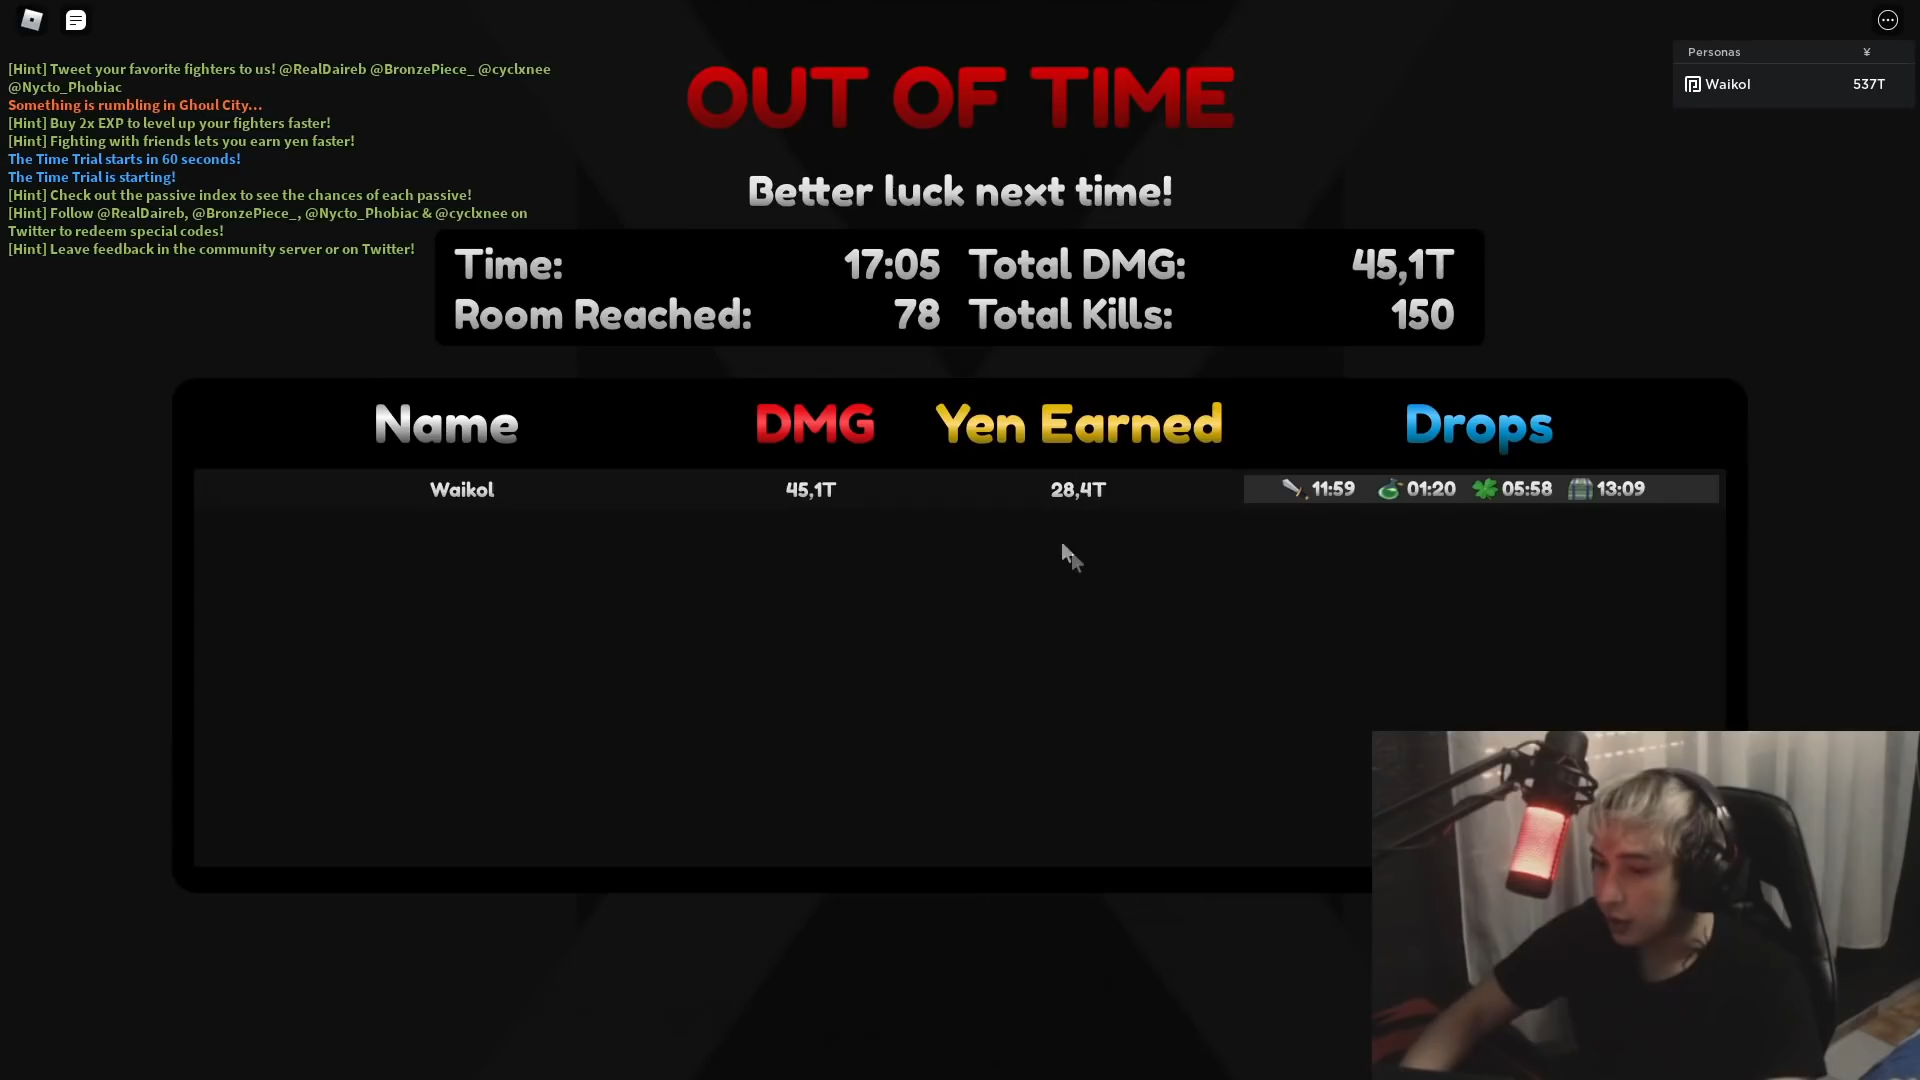 [Hint] Tweet your favorite fighters to us! @RealDaireb @BronzePiece_ @cyclxnee
@Nycto_Phobiac
Something is rumbling in Ghoul City...
[Hint] Buy 2x EXP to level up your fighters faster!
[Hint] Fighting with friends lets you earn yen faster!
The Time Trial starts in 60 seconds!
The Time Trial is starting!
[Hint] Check out the passive index to see the chances of each passive!
[Hint] Follow @RealDaireb, @BronzePiece_, @Nycto_Phobiac & @cyclxnee on
Twitter to redeem special codes!
[Hint] Leave feedback in the community server or on Twitter!
Personas ¥
Waikol 537T
OUT OF TIME
Better luck next time!
Time: 17:05 Total DMG: 45,1T
Room Reached: 78 Total Kills: 150
Name DMG Yen Earned Drops
Waikol 45,1T 28,4T 11:59 01:20 05:58 13:09